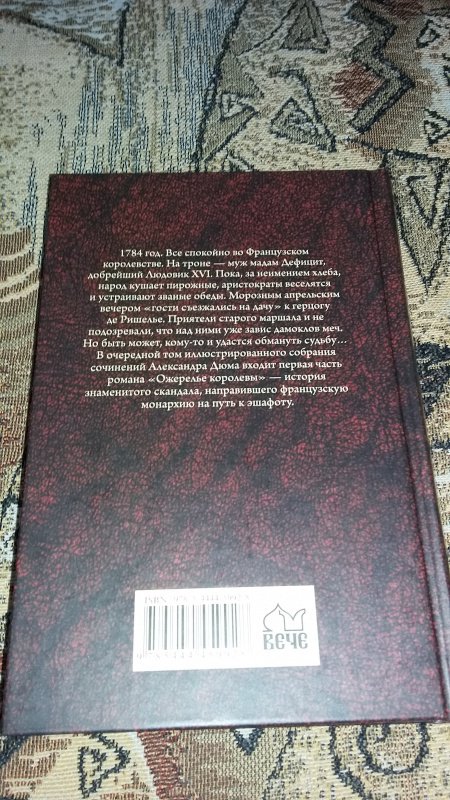 1784 год. Все спокойно во Французском
королевстве. На троне — муж мадам Дефицит,
добрейший Людовик XVI. Пока, за неимением хлеба,
народ кушает пирожные, аристократы веселятся
и устраивают званые обеды. Морозным апрельским
вечером «гости съезжались на дачу» к герцогу
де Ришелье. Приятели старого маршала и не
подозревали, что над ними уже завис дамоклов меч.
Но быть может, кому-то и удастся обмануть судьбу...
В очередной том иллюстрированного собрания
сочинений Александра Дюма входит первая часть
романа «Ожерелье королевы» — история
знаменитого скандала, направившего французскую
монархию на путь к эшафоту.
ISBN
ВЕЧЕ